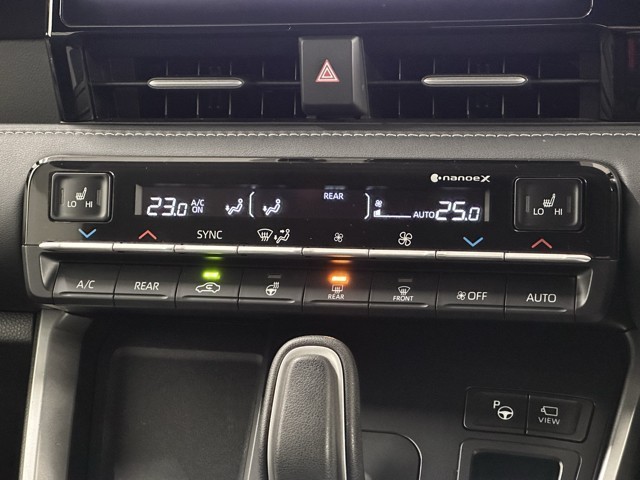 nanoeX
LO HI
23.0 A/C ON
REAR
AUTO 25.0
LO HI
SYNC
A/C
REAR
REAR
FRONT
OFF
AUTO
P
VIEW